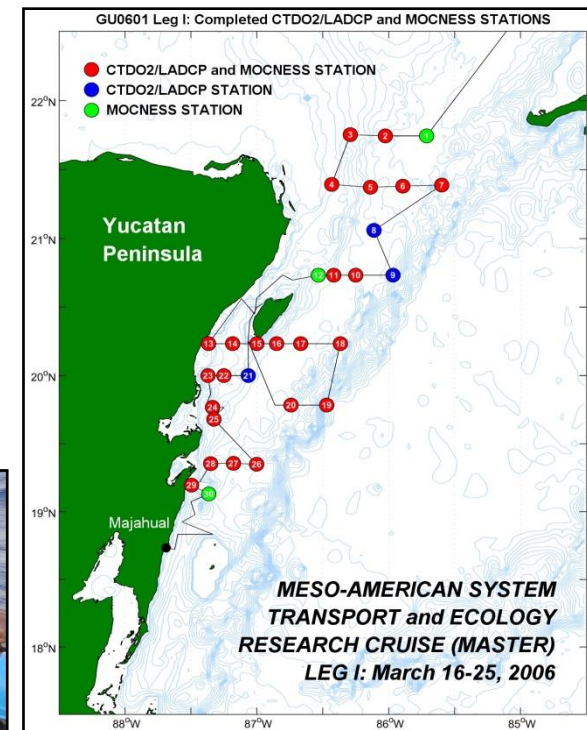 GU0601 Leg I: Completed CTDO2/LADCP and MOCNESS STATIONS
CTDO2/LADCP and MOCNESS STATION
CTDO2/LADCP STATION
MOCNESS STATION
22°N
21°N
20°N
19°N
18°N
3
2
1
4
5
6
7
8
9
12
11
10
13
14
15
16
17
18
23
22
21
24
25
20
19
28
27
26
29
30
Yucatan
Peninsula
Majahual
MESO-AMERICAN SYSTEM
TRANSPORT and ECOLOGY
RESEARCH CRUISE (MASTER)
LEG I: March 16-25, 2006
88°W
87°W
86°W
85°W